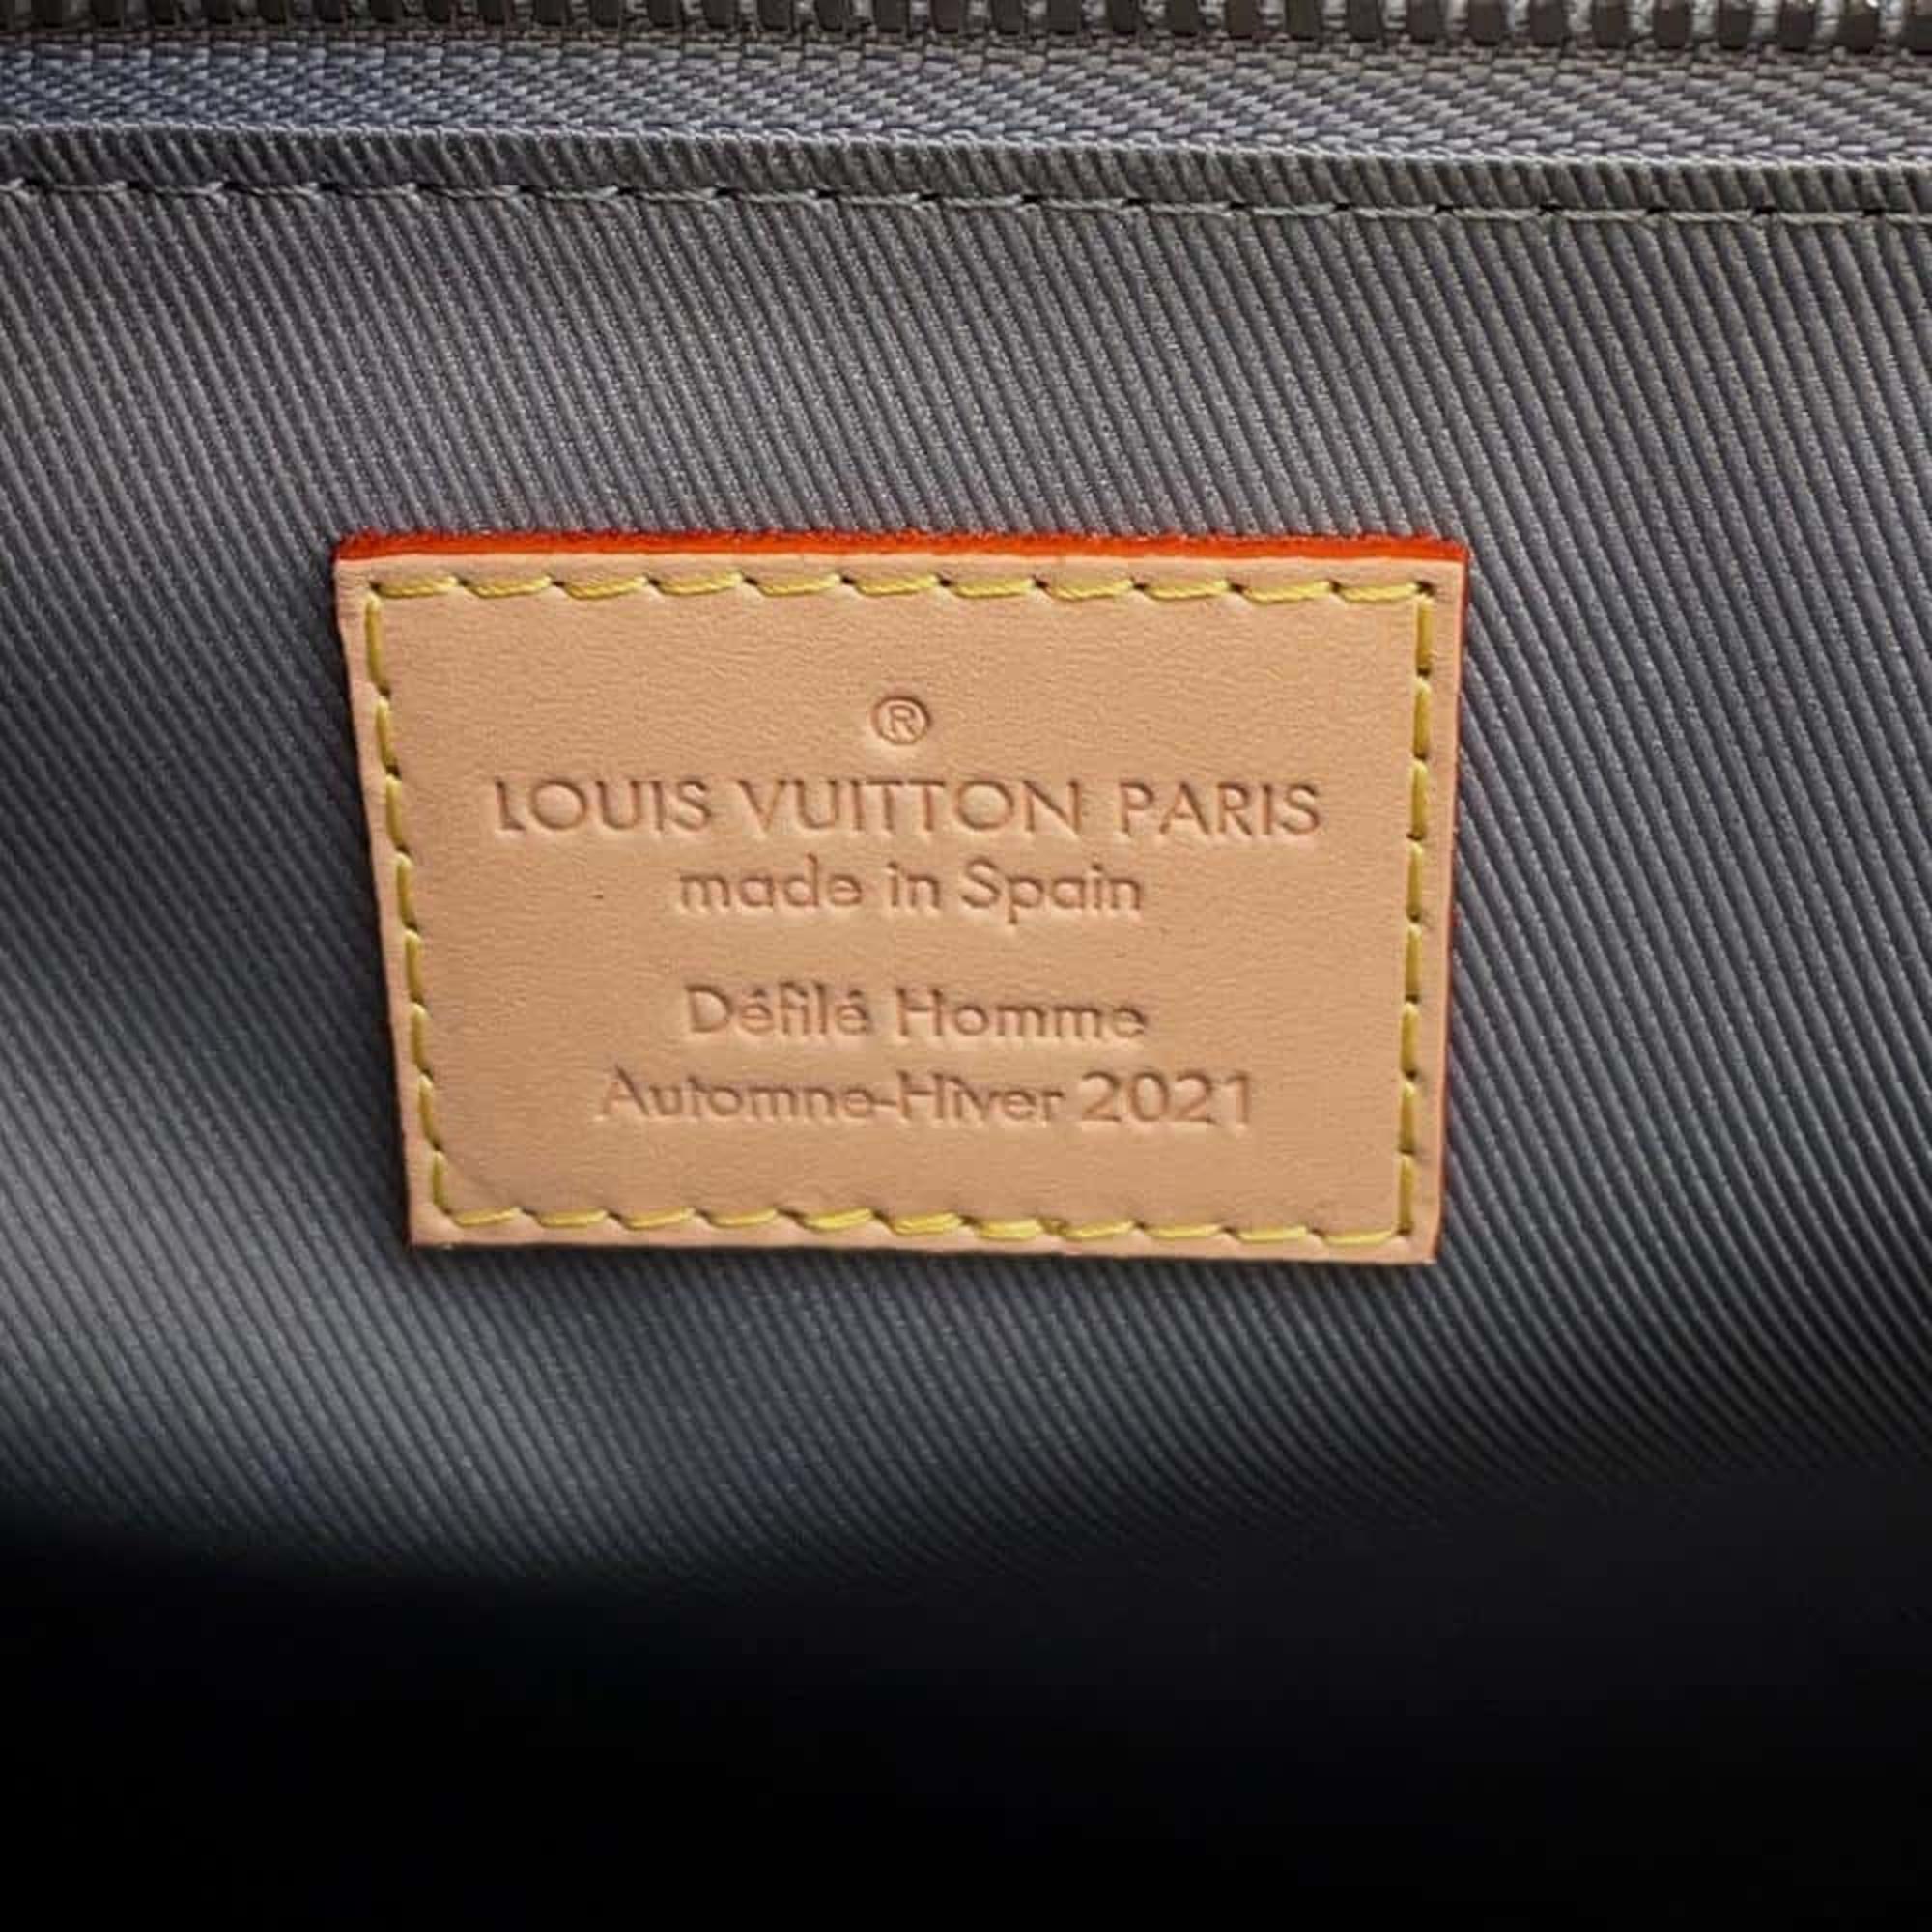 ®
LOUIS VUITTON PARIS
made in Spain
Défilé Homme
Automne-Hiver 2021